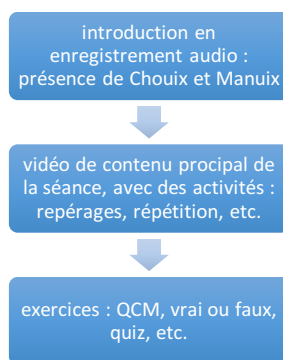 introduction en
enregistrement audio :
présence de Chouix et Manuix
vidéo de contenu procipal de
la séance, avec des activités :
repérages, répétition, etc.
exercices : QCM, vrai ou faux,
quiz, etc.